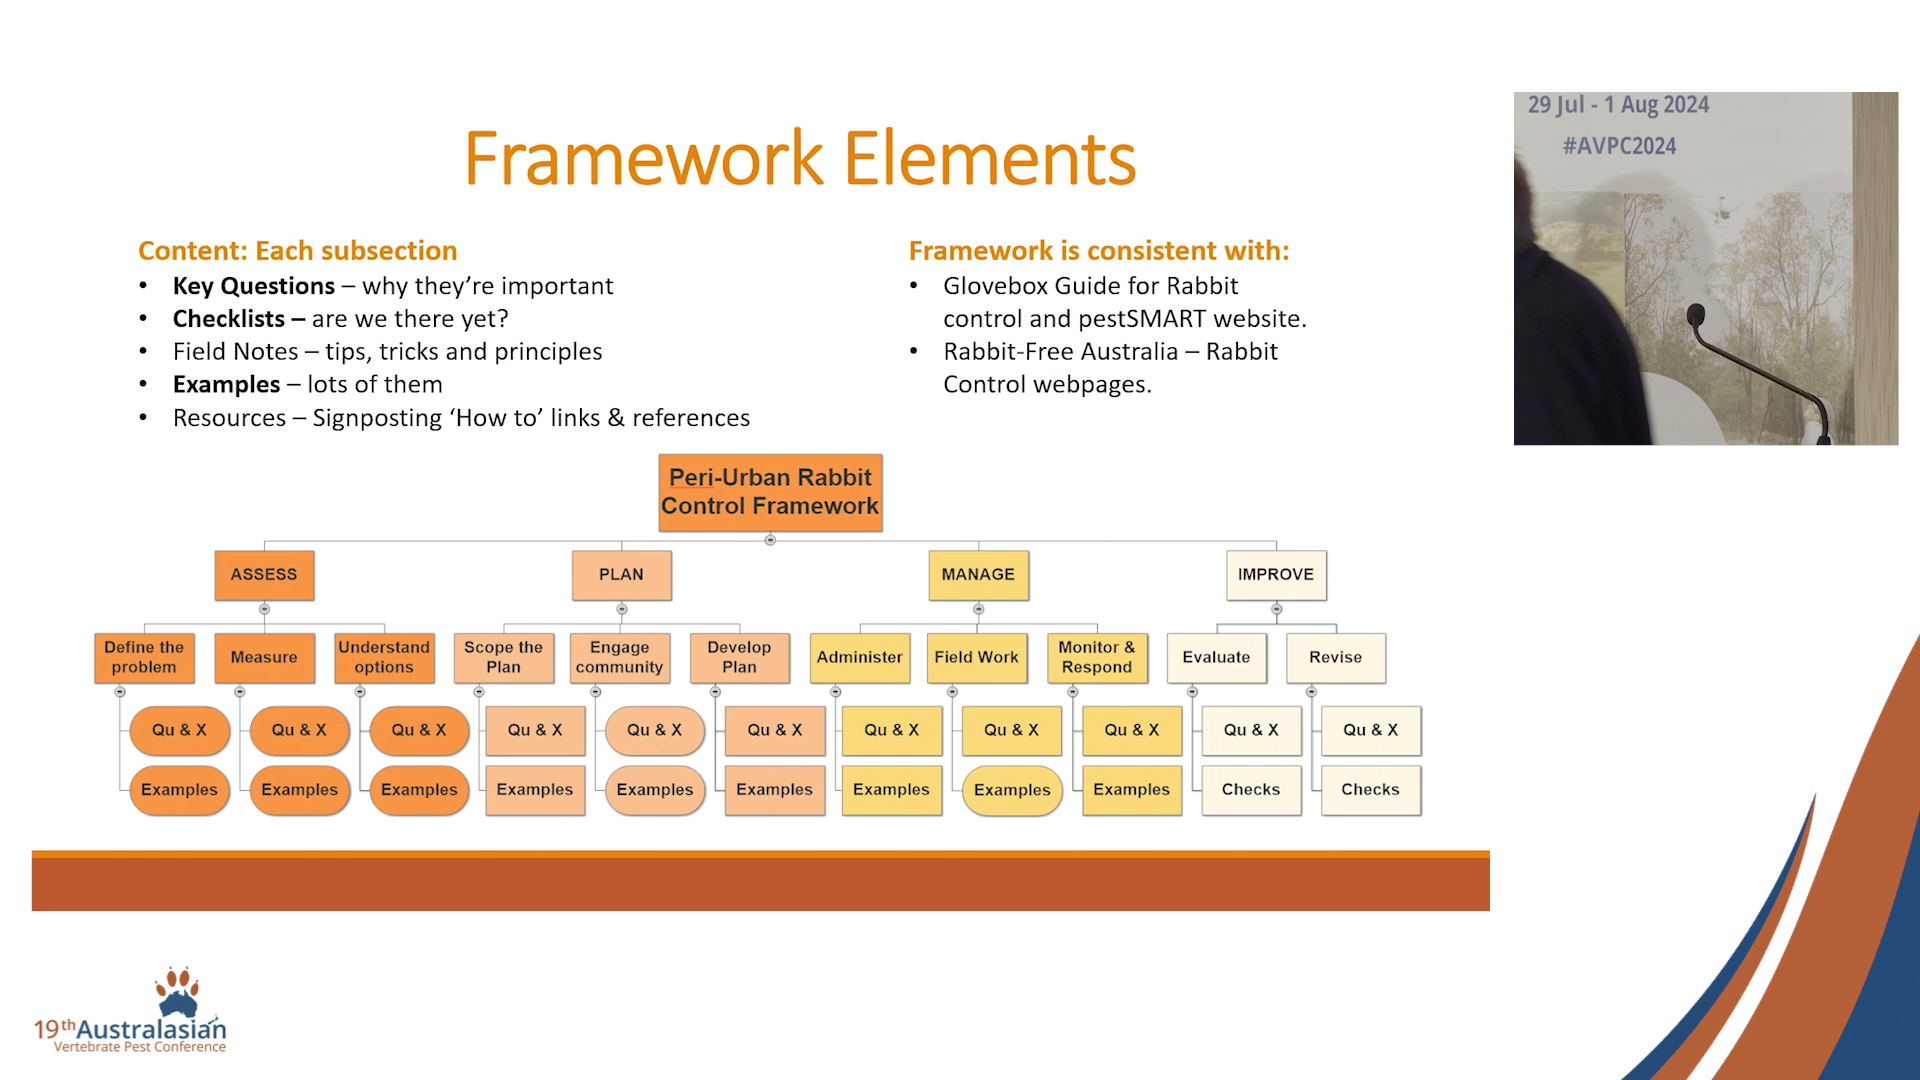 29 Jul - 1 Aug 2024
#AVPC2024
Framework Elements
Content: Each subsection
• Key Questions – why they’re important
• Checklists – are we there yet?
• Field Notes – tips, tricks and principles
• Examples – lots of them
• Resources – Signposting ‘How to’ links & references
Framework is consistent with:
• Glovebox Guide for Rabbit
control and pestSMART website.
• Rabbit-Free Australia – Rabbit
Control webpages.
Peri-Urban Rabbit
Control Framework
ASSESS
PLAN
MANAGE
IMPROVE
Define the
problem
Measure
Understand
options
Scope the
Plan
Engage
community
Develop
Plan
Administer
Field Work
Monitor &
Respond
Evaluate
Revise
Qu & X
Qu & X
Qu & X
Qu & X
Qu & X
Qu & X
Qu & X
Qu & X
Qu & X
Qu & X
Qu & X
Examples
Examples
Examples
Examples
Examples
Examples
Examples
Examples
Examples
Checks
Checks
19th Australasian
Vertebrate Pest Conference